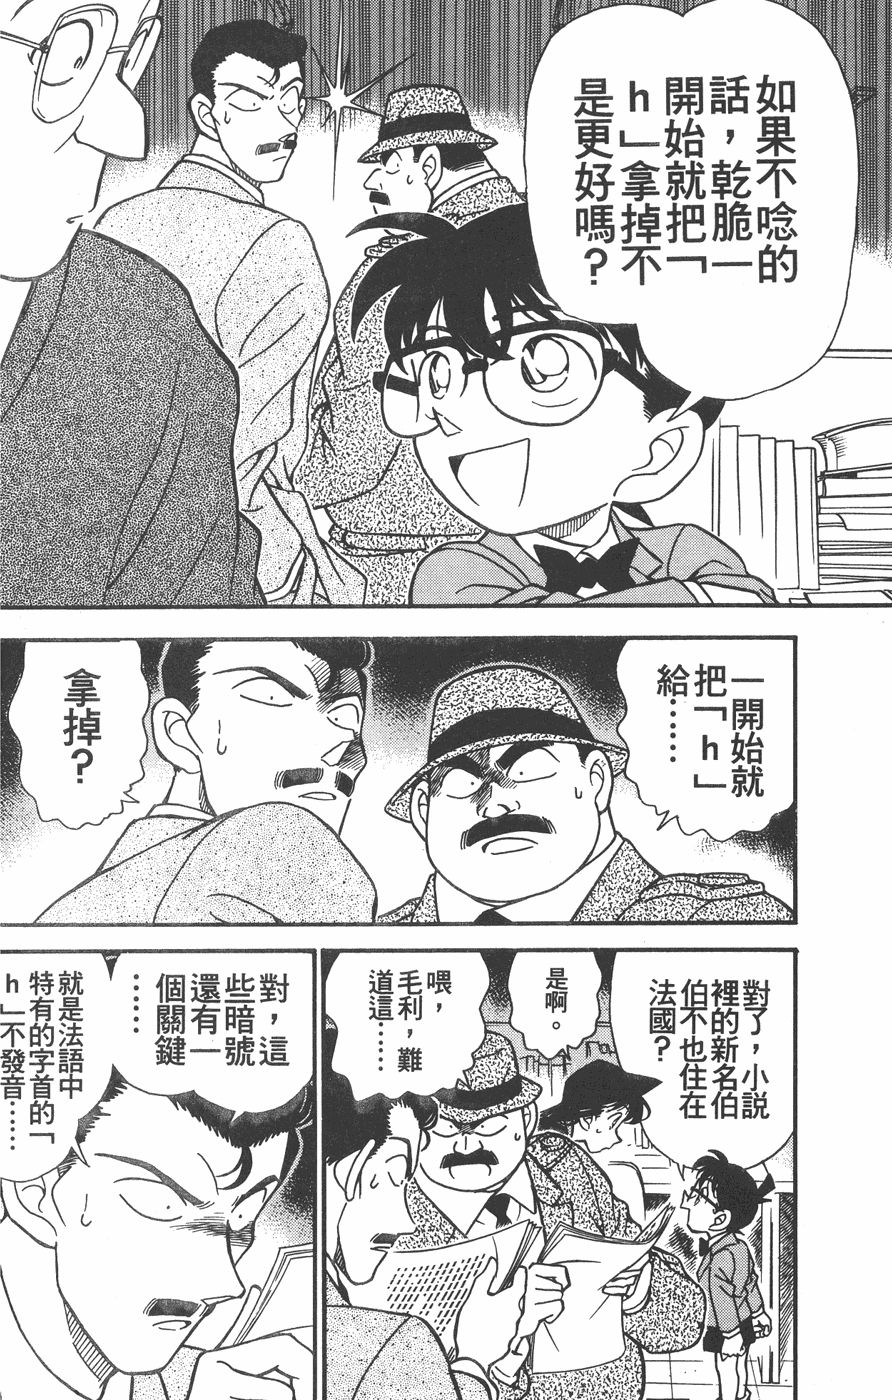 如果不唸的
話，乾脆一
開始就把「
h」拿掉不
是更好嗎？
一開始就
把「h」
給……
拿掉？
對了，小説
裡的新名伯
伯不也住在
法國？
是啊。
喂，
毛利，難
道這……
對，這
些暗號
還有一
個關鍵
……
就是法語中
特有的字首的「
h」不發音……